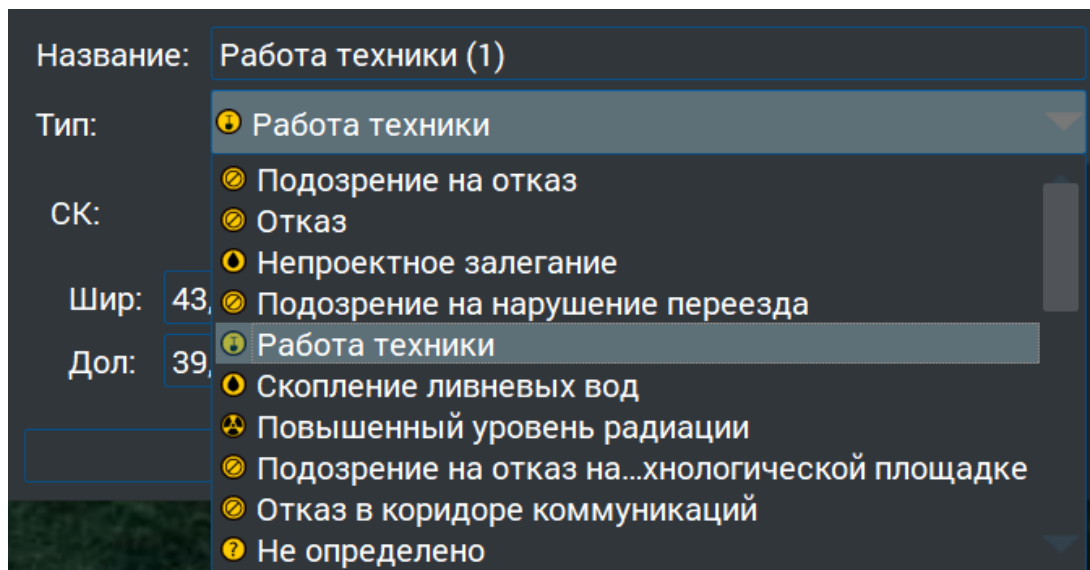 Название: Работа техники (1)
Тип: Работа техники
Подозрение на отказ
СК:
Отказ
Непроектное залегание
Шир: 43,
Подозрение на нарушение переезда
Работа техники
Дол: 39,
Скопление ливневых вод
Повышенный уровень радиации
Подозрение на отказ на...хнологической площадке
Отказ в коридоре коммуникаций
? Не определено